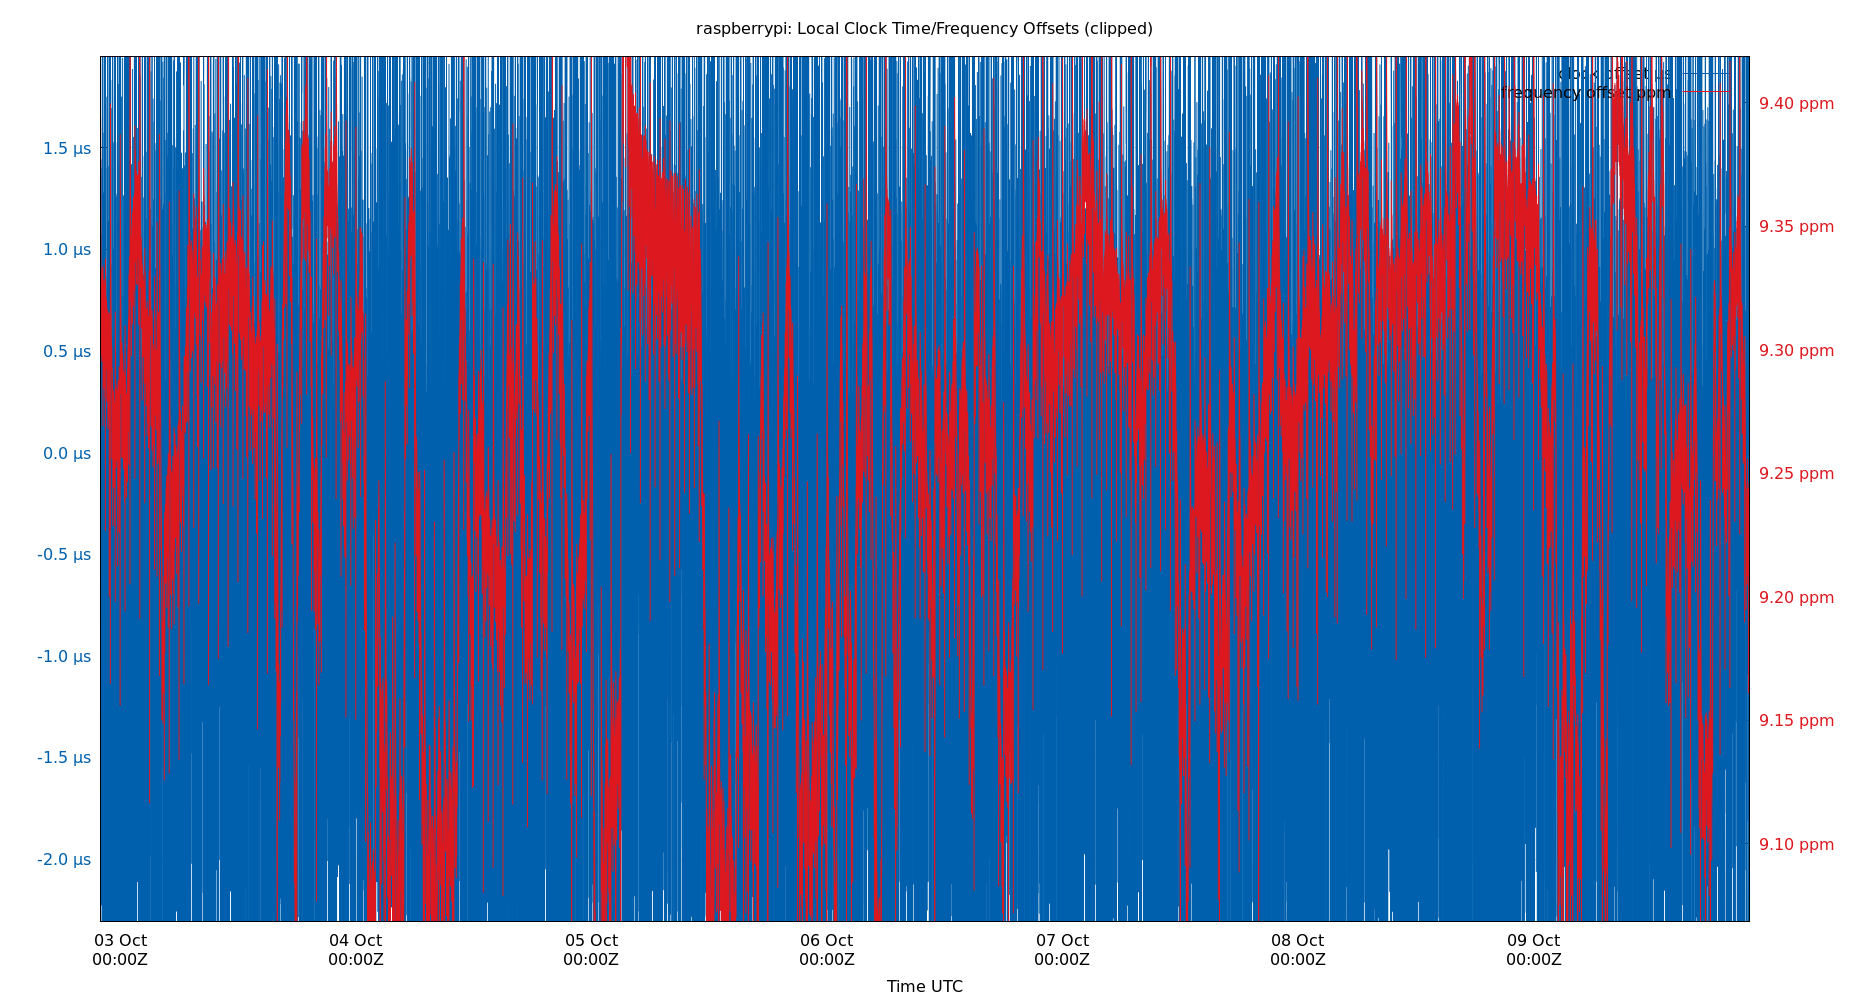 raspberrypi: Local Clock Time/Frequency Offsets (clipped)
clock offset µs
frequency offset ppm
1.5 µs
1.0 µs
0.5 µs
0.0 µs
-0.5 µs
-1.0 µs
-1.5 µs
-2.0 µs
9.40 ppm
9.35 ppm
9.30 ppm
9.25 ppm
9.20 ppm
9.15 ppm
9.10 ppm
03 Oct 04 Oct 05 Oct 06 Oct 07 Oct 08 Oct 09 Oct
00:00Z 00:00Z 00:00Z 00:00Z 00:00Z 00:00Z 00:00Z
Time UTC